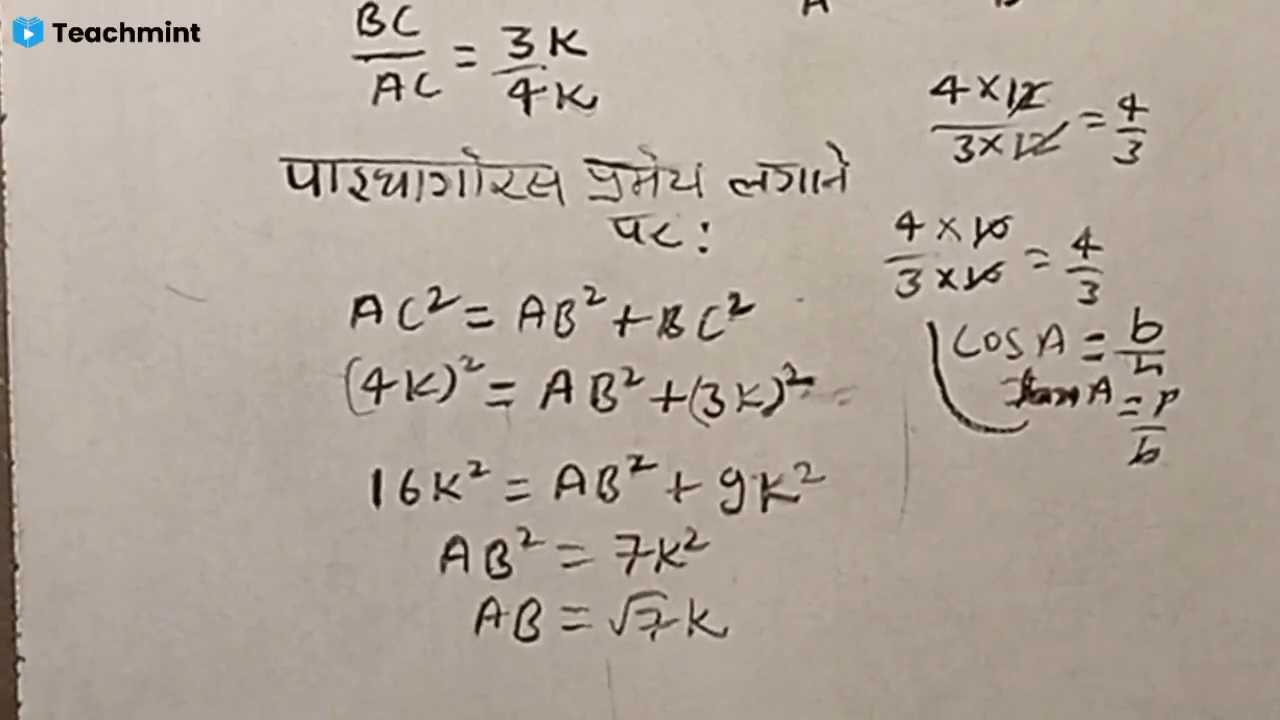 Teachmint
BC/AC = 3K/4K
पाइथागोरस प्रमेय लगाने
पर:
AC² = AB² + BC²
(4K)² = AB² + (3K)²
16K² = AB² + 9K²
AB² = 7K²
AB = √7K
4×12/3×12 = 4/3
4×10/3×10 = 4/3
COS A = b/h
tan A = P/b